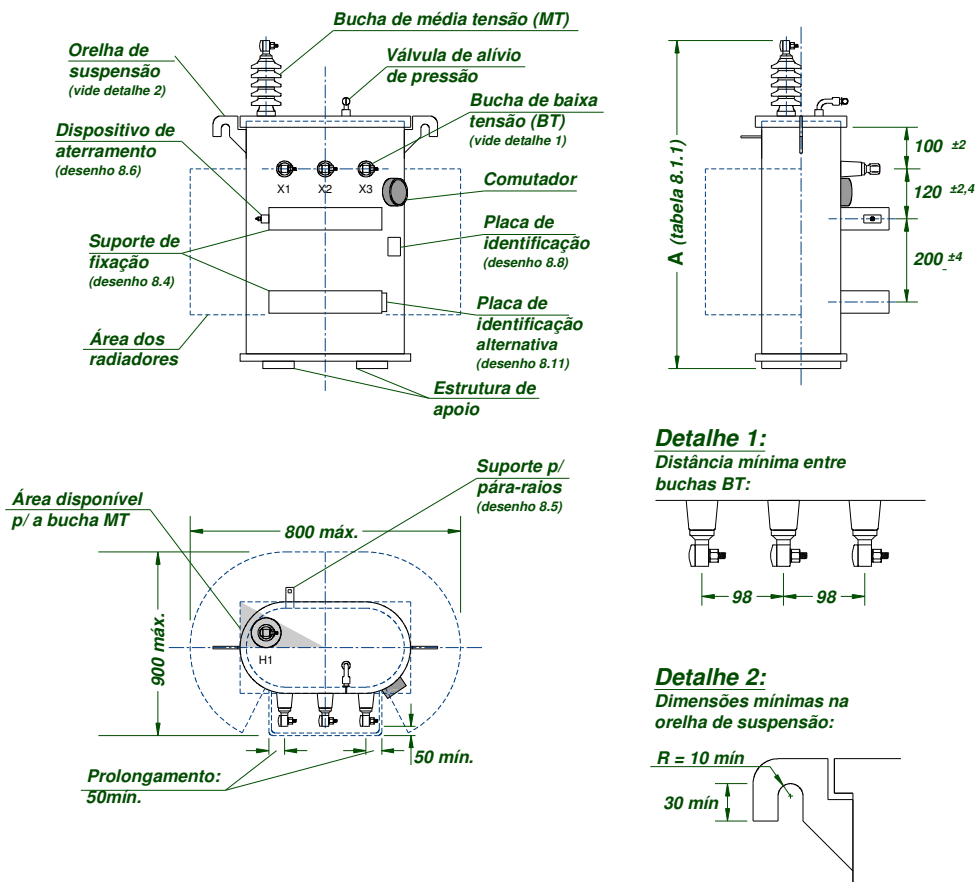 Bucha de média tensão (MT)
Orelha de
suspensão
(vide detalhe 2)
Válvula de alívio
de pressão
Dispositivo de
aterramento
(desenho 8.6)
Bucha de baixa
tensão (BT)
(vide detalhe 1)
X1
X2
X3
Comutador
Suporte de
fixação
(desenho 8.4)
Placa de
identificação
(desenho 8.8)
Área dos
radiadores
Placa de
identificação
alternativa
(desenho 8.11)
Estrutura de
apoio
A (tabela 8.1.1)
100 ±2
120 ±2,4
200 ±4
Área disponível
p/ a bucha MT
Suporte p/
pára-raios
(desenho 8.5)
800 máx.
900 máx.
H1
50 mín.
Prolongamento:
50mín.
Detalhe 1:
Distância mínima entre
buchas BT:
98
98
Detalhe 2:
Dimensões mínimas na
orelha de suspensão:
R = 10 mín
30 mín